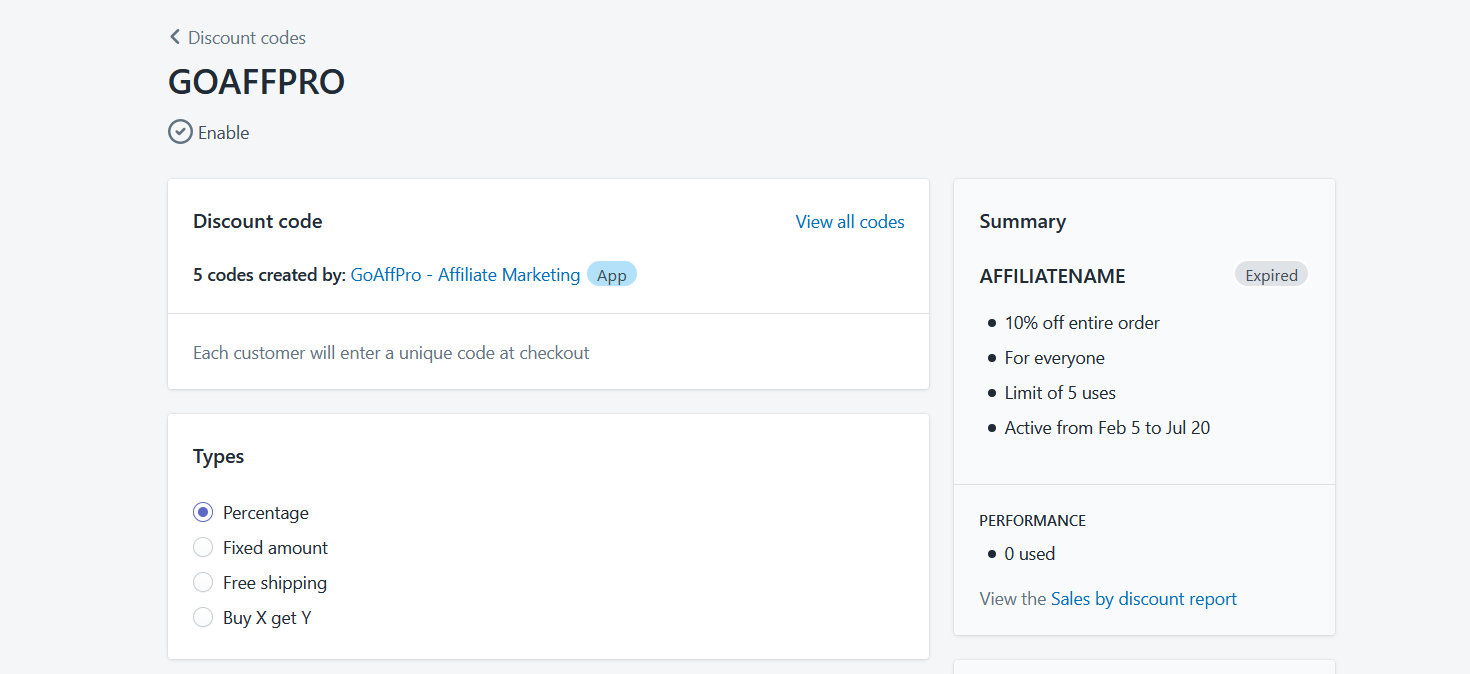 Discount codes
GOAFFPRO
Enable
Discount code
View all codes
5 codes created by: GoAffPro - Affiliate Marketing App
Each customer will enter a unique code at checkout
Types
Percentage
Fixed amount
Free shipping
Buy X get Y
Summary
AFFILIATENAME
Expired
10% off entire order
For everyone
Limit of 5 uses
Active from Feb 5 to Jul 20
PERFORMANCE
0 used
View the Sales by discount report